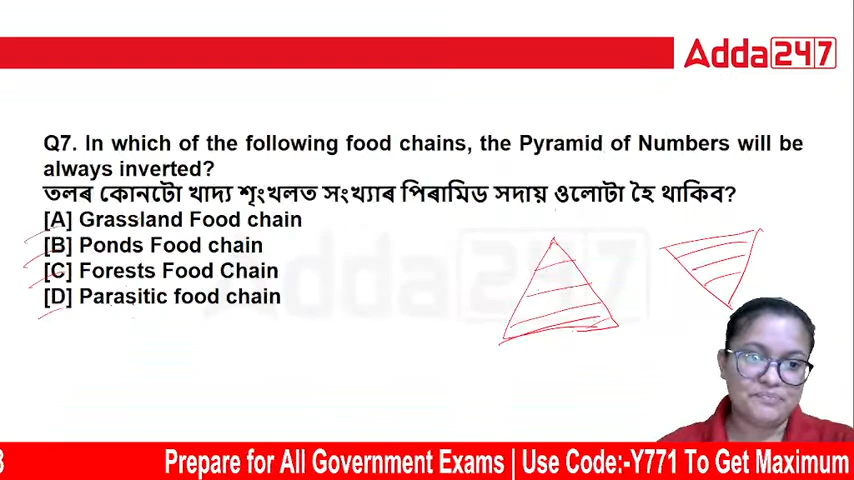 Adda247
Q7. In which of the following food chains, the Pyramid of Numbers will be
always inverted?
তলৰ কোনটো খাদ্য শৃংখলত সংখ্যাৰ পিৰামিড সদায় ওলোটা হৈ থাকিব?
[A] Grassland Food chain
[B] Ponds Food chain
[C] Forests Food Chain
[D] Parasitic food chain
Adda247
3 Prepare for All Government Exams | Use Code:-Y771 To Get Maximum